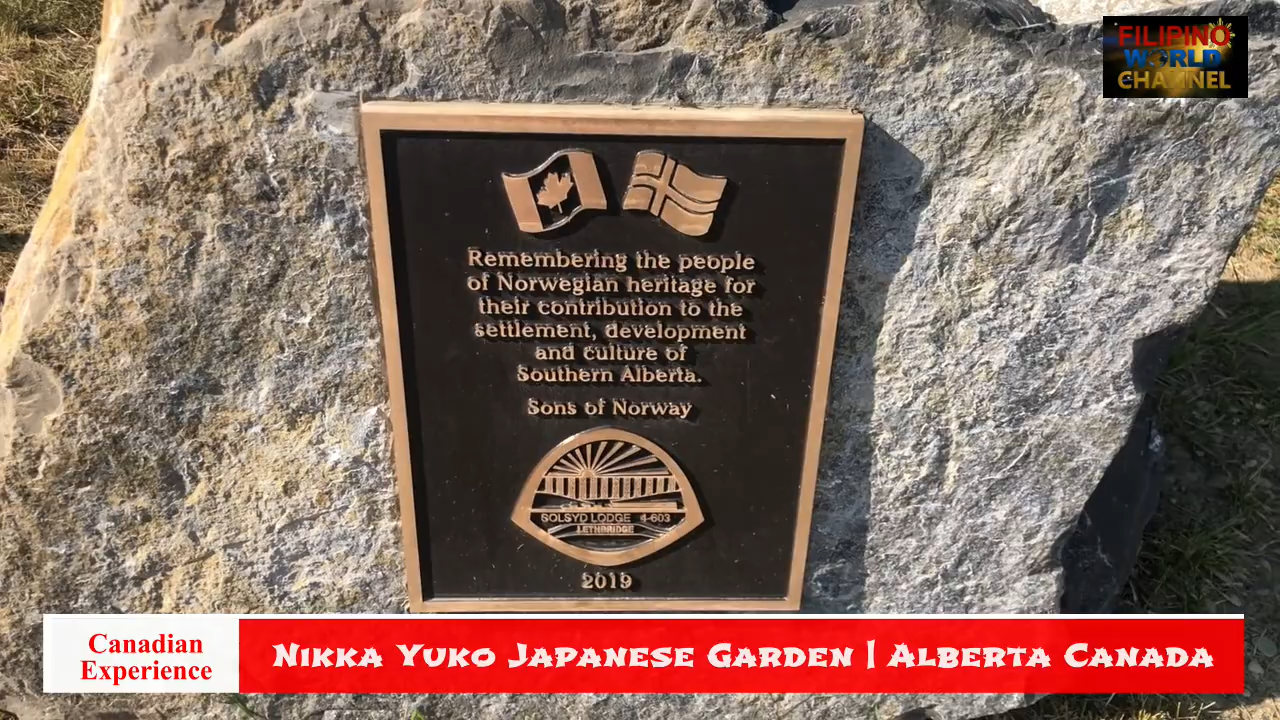 FILIPINO
WORLD
CHANNEL
Remembering the people
of Norwegian heritage for
their contribution to the
settlement, development
and culture of
Southern Alberta.
Sons of Norway
SOLSYD LODGE 4-603
LETHBRIDGE
2019
Canadian
Experience
NIKKA YUKO JAPANESE GARDEN | ALBERTA CANADA